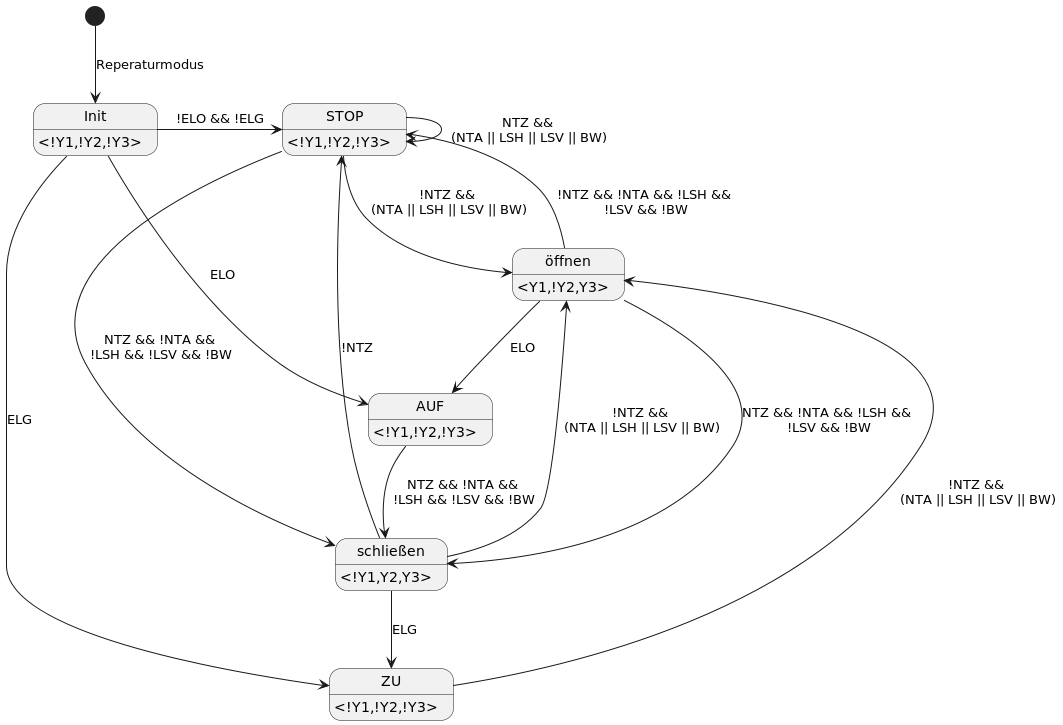 Reperaturmodus
Init
<!Y1,!Y2,!Y3>
!ELO && !ELG
STOP
<!Y1,!Y2,!Y3>
NTZ &&
(NTA || LSH || LSV || BW)
!NTZ &&
(NTA || LSH || LSV || BW)
!NTZ && !NTA && !LSH &&
!LSV && !BW
öffnen
<Y1,!Y2,Y3>
ELO
NTZ && !NTA &&
!LSH && !LSV && !BW
!NTZ
ELO
AUF
<!Y1,!Y2,!Y3>
ELG
!NTZ &&
(NTA || LSH || LSV || BW)
NTZ && !NTA && !LSH &&
!LSV && !BW
NTZ && !NTA &&
!LSH && !LSV && !BW
!NTZ &&
(NTA || LSH || LSV || BW)
schließen
<!Y1,Y2,Y3>
ELG
ZU
<!Y1,!Y2,!Y3>